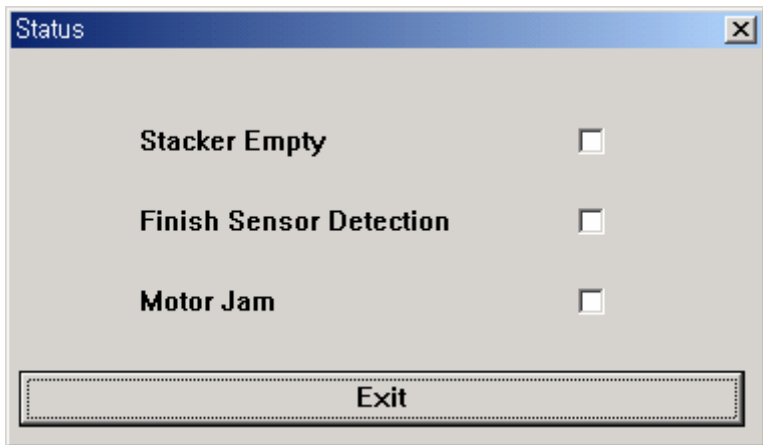 Status
Stacker Empty
Finish Sensor Detection
Motor Jam
Exit